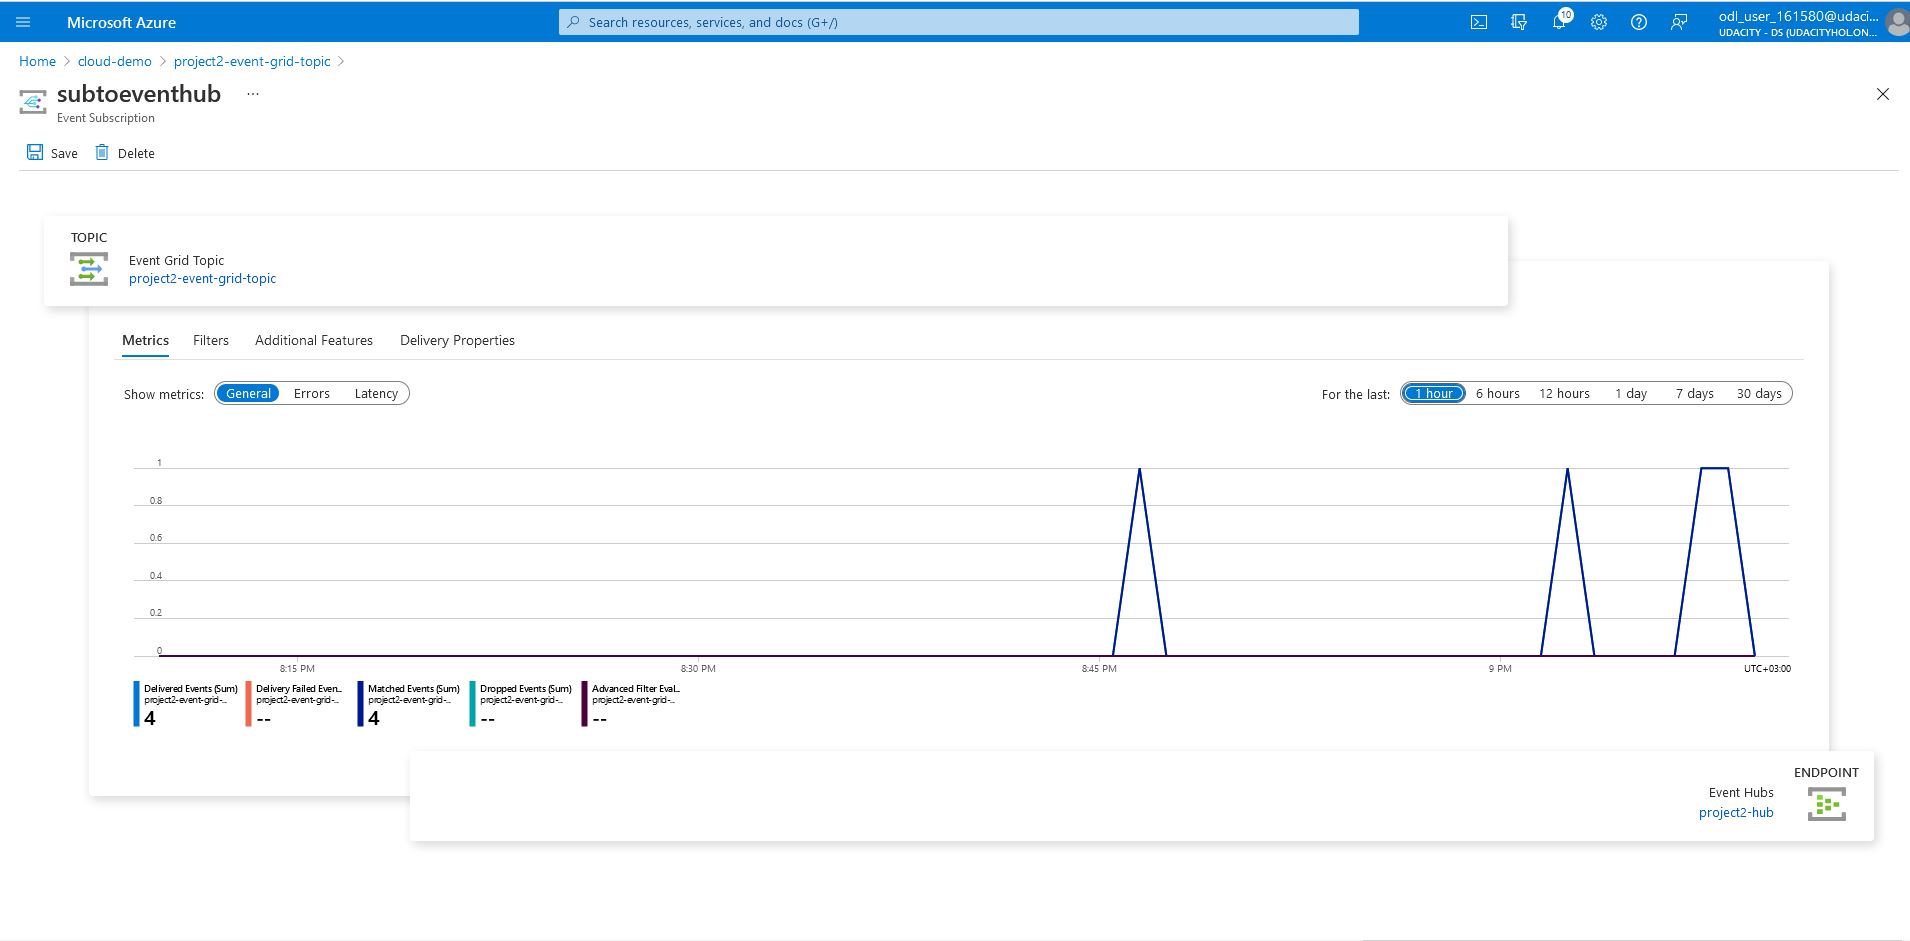 Microsoft Azure
Search resources, services, and docs (G+/)
10
odl_user_161580@udaci...
UDACITY - DS (UDACITYHOL.ON...
Home > cloud-demo > project2-event-grid-topic >
subtoeventhub ...
Event Subscription
Save Delete
TOPIC
Event Grid Topic
project2-event-grid-topic
Metrics Filters Additional Features Delivery Properties
Show metrics: General Errors Latency
For the last: 1 hour 6 hours 12 hours 1 day 7 days 30 days
1
0.8
0.6
0.4
0.2
0
8:15 PM 8:30 PM 8:45 PM 9 PM UTC+03:00
Delivered Events (Sum)
project2-event-grid-...
4
Delivery Failed Even...
project2-event-grid-...
--
Matched Events (Sum)
project2-event-grid-...
4
Dropped Events (Sum)
project2-event-grid-...
--
Advanced Filter Eval...
project2-event-grid-...
--
ENDPOINT
Event Hubs
project2-hub